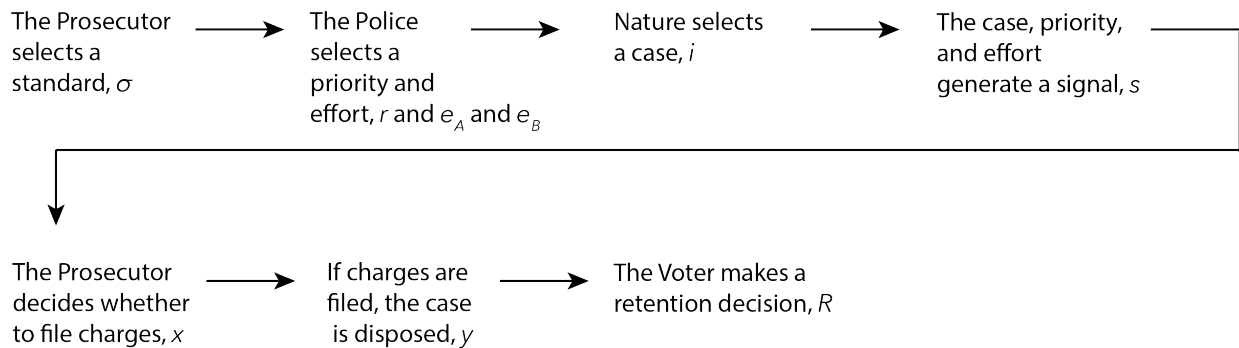 The Prosecutor
selects a
standard, σ
The Police
selects a
priority and
effort, r and e_A and e_B
Nature selects
a case, i
The case, priority,
and effort
generate a signal, s
The Prosecutor
decides whether
to file charges, x
If charges are
filed, the case
is disposed, y
The Voter makes a
retention decision, R